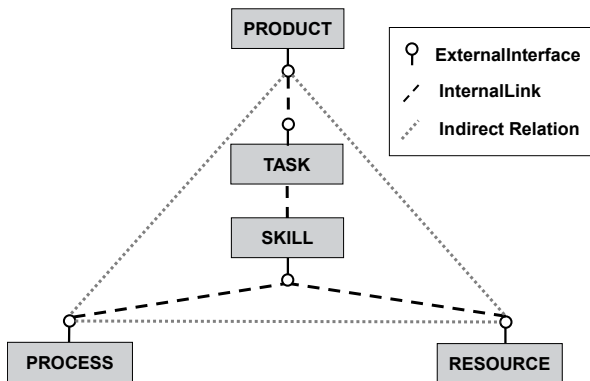 PRODUCT
ExternalInterface
InternalLink
Indirect Relation
TASK
SKILL
PROCESS
RESOURCE